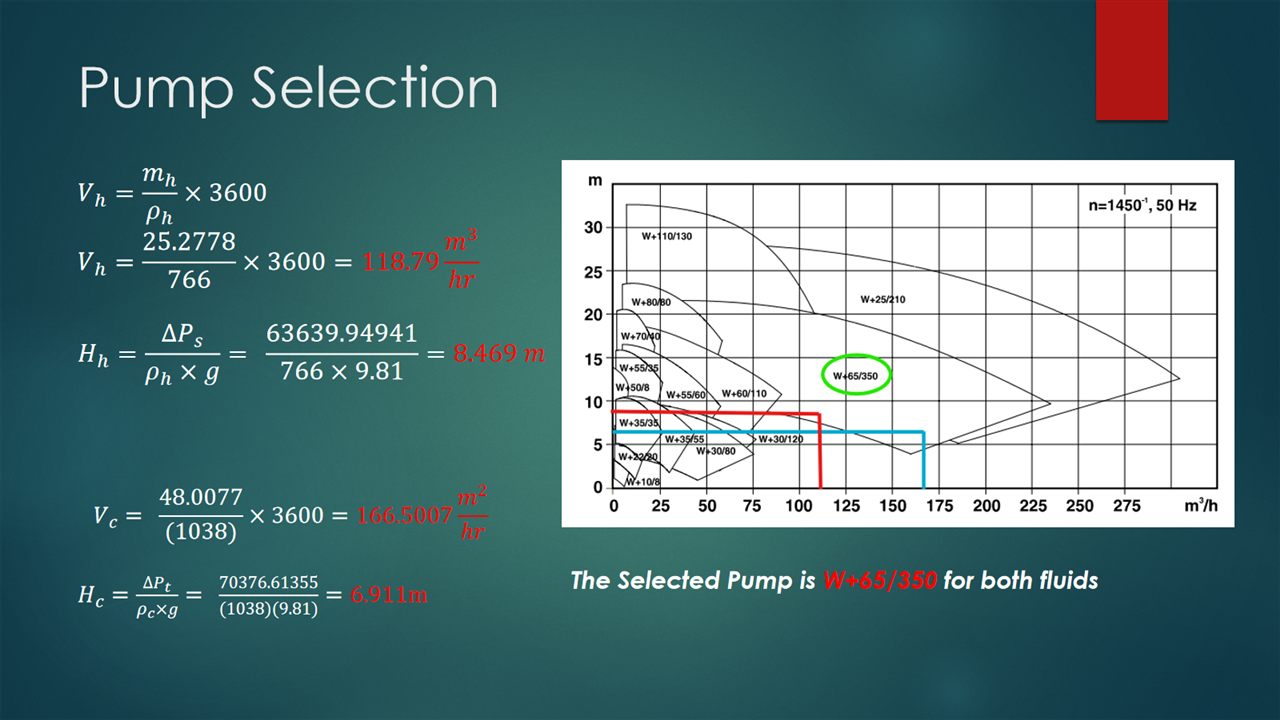 Pump Selection
V_h = m_h / ρ_h × 3600
V_h = 25.2778 / 766 × 3600 = 118.79 m³ / hr
H_h = ΔP_s / ρ_h × g = 63639.94941 / 766 × 9.81 = 8.469 m
V_c = 48.0077 / (1038) × 3600 = 166.5007 m² / hr
H_c = ΔP_t / ρ_c×g = 70376.61355 / (1038)(9.81) = 6.911m
m
n=1450⁻¹, 50 Hz
30
25
20
15
10
5
0
W+110/130
W+25/210
W+80/80
W+70/40
W+55/35
W+65/350
W+50/8
W+55/60
W+60/110
W+35/35
W+35/55
W+30/120
W+30/80
W+22/20
W+10/8
0 25 50 75 100 125 150 175 200 225 250 275 m³/h
The Selected Pump is W+65/350 for both fluids